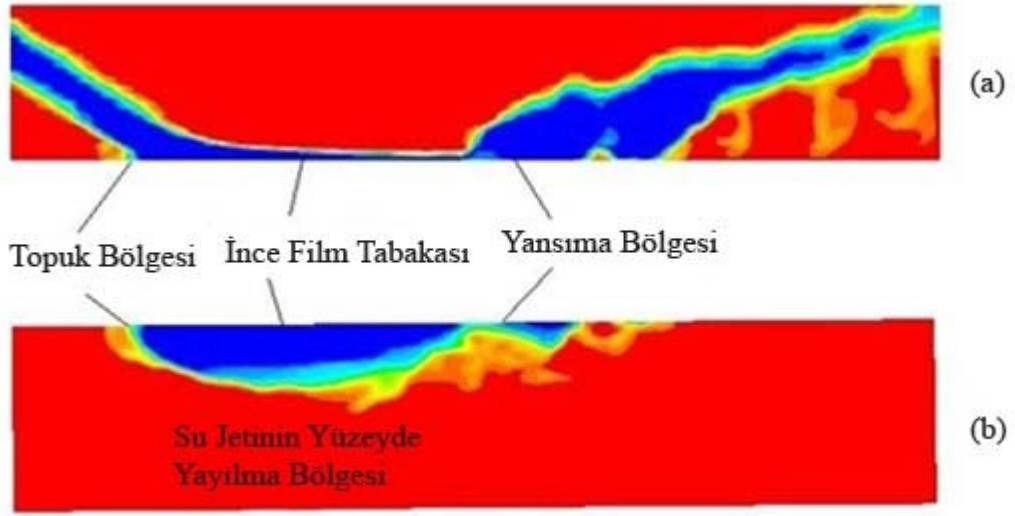 (a)
Topuk Bölgesi İnce Film Tabakası Yansıma Bölgesi
Su Jetinin Yüzeyde
Yayılma Bölgesi
(b)